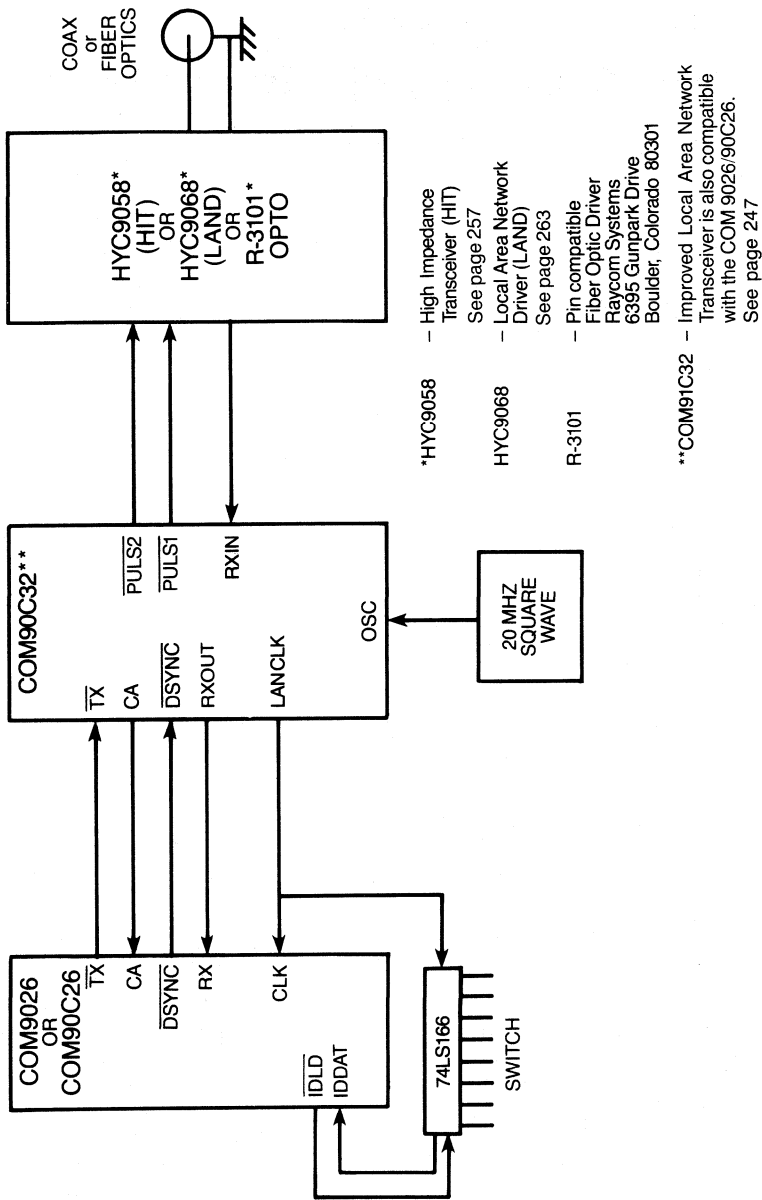 COM9026
OR
COM90C26
TX
CA
DSYNC
RX
CLK
IDLD
IDDAT
74LS166
SWITCH
COM90C32**
TX
CA
DSYNC
RXOUT
LANCLK
PULS2
PULS1
RXIN
OSC
20 MHZ
SQUARE
WAVE
HYC9058*
(HIT)
OR
HYC9068*
(LAND)
OR
R-3101*
OPTO
COAX
or
FIBER
OPTICS
*HYC9058 – High Impedance
Transceiver (HIT)
See page 257
HYC9068 – Local Area Network
Driver (LAND)
See page 263
R-3101 – Pin compatible
Fiber Optic Driver
Raycom Systems
6395 Gunpark Drive
Boulder, Colorado 80301
**COM91C32 – Improved Local Area Network
Transceiver is also compatible
with the COM 9026/90C26.
See page 247